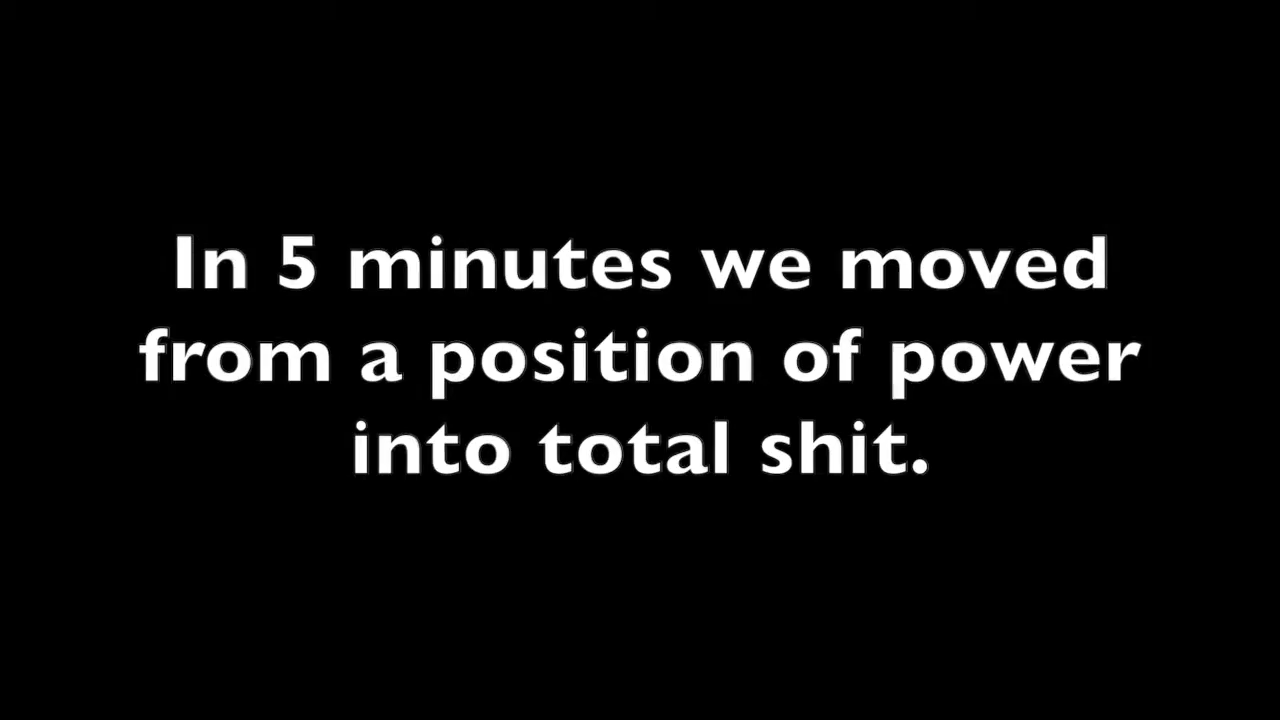 In 5 minutes we moved
from a position of power
into total shit.